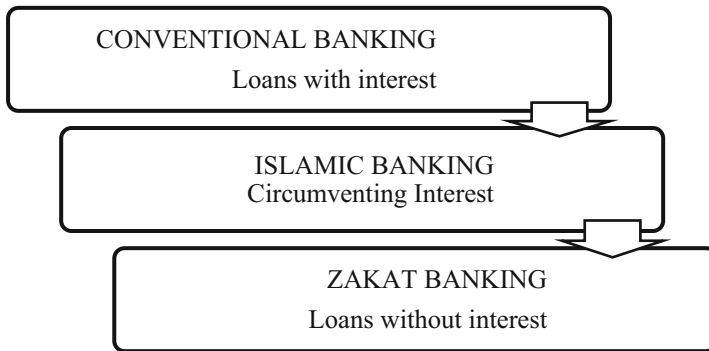 CONVENTIONAL BANKING
Loans with interest
ISLAMIC BANKING
Circumventing Interest
ZAKAT BANKING
Loans without interest